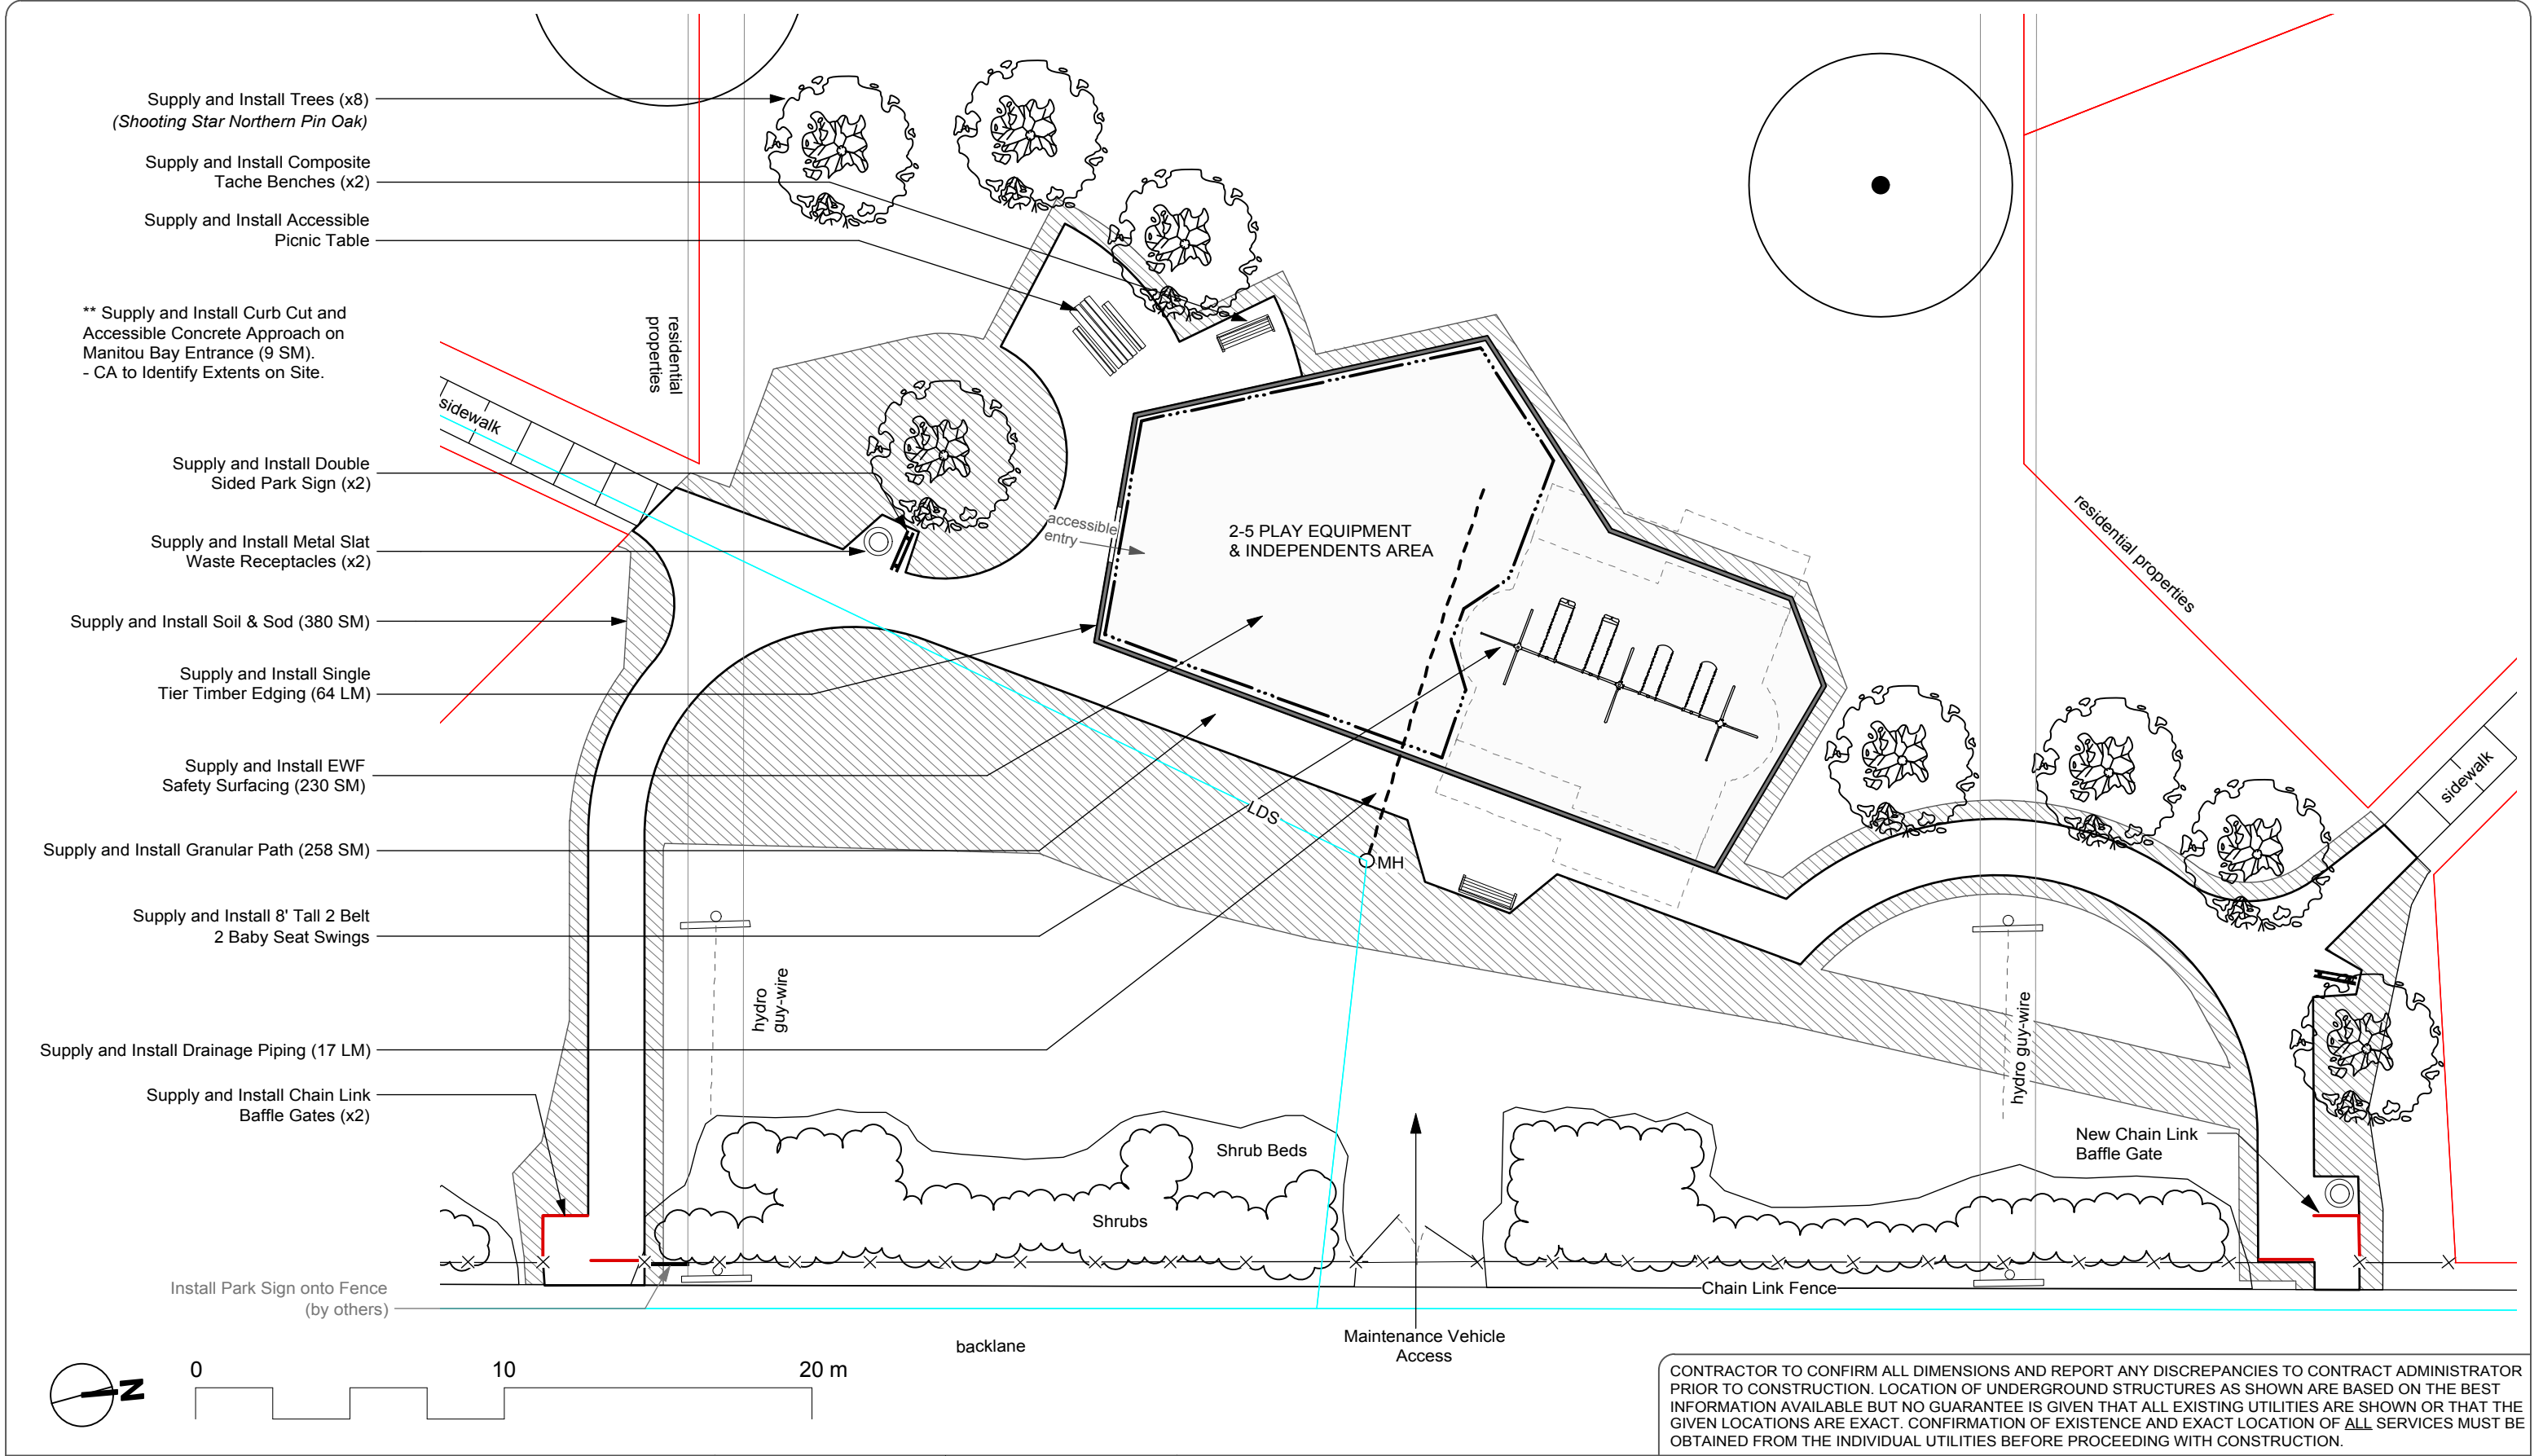 Supply and Install Trees (x8)
(Shooting Star Northern Pin Oak)
Supply and Install Composite
Tache Benches (x2)
Supply and Install Accessible
Picnic Table
** Supply and Install Curb Cut and
Accessible Concrete Approach on
Manitou Bay Entrance (9 SM).
- CA to Identify Extents on Site.
residential
properties
sidewalk
Supply and Install Double
Sided Park Sign (x2)
Supply and Install Metal Slat
Waste Receptacles (x2)
Supply and Install Soil & Sod (380 SM)
Supply and Install Single
Tier Timber Edging (64 LM)
Supply and Install EWF
Safety Surfacing (230 SM)
Supply and Install Granular Path (258 SM)
Supply and Install 8' Tall 2 Belt
2 Baby Seat Swings
Supply and Install Drainage Piping (17 LM)
Supply and Install Chain Link
Baffle Gates (x2)
Install Park Sign onto Fence
(by others)
accessible
entry
2-5 PLAY EQUIPMENT
& INDEPENDENTS AREA
residential properties
sidewalk
LDS
MH
hydro
guy-wire
hydro guy-wire
Shrub Beds
Shrubs
New Chain Link
Baffle Gate
Chain Link Fence
backlane
Maintenance Vehicle
Access
N
0 10 20 m
CONTRACTOR TO CONFIRM ALL DIMENSIONS AND REPORT ANY DISCREPANCIES TO CONTRACT ADMINISTRATOR
PRIOR TO CONSTRUCTION. LOCATION OF UNDERGROUND STRUCTURES AS SHOWN ARE BASED ON THE BEST
INFORMATION AVAILABLE BUT NO GUARANTEE IS GIVEN THAT ALL EXISTING UTILITIES ARE SHOWN OR THAT THE
GIVEN LOCATIONS ARE EXACT. CONFIRMATION OF EXISTENCE AND EXACT LOCATION OF ALL SERVICES MUST BE
OBTAINED FROM THE INDIVIDUAL UTILITIES BEFORE PROCEEDING WITH CONSTRUCTION.